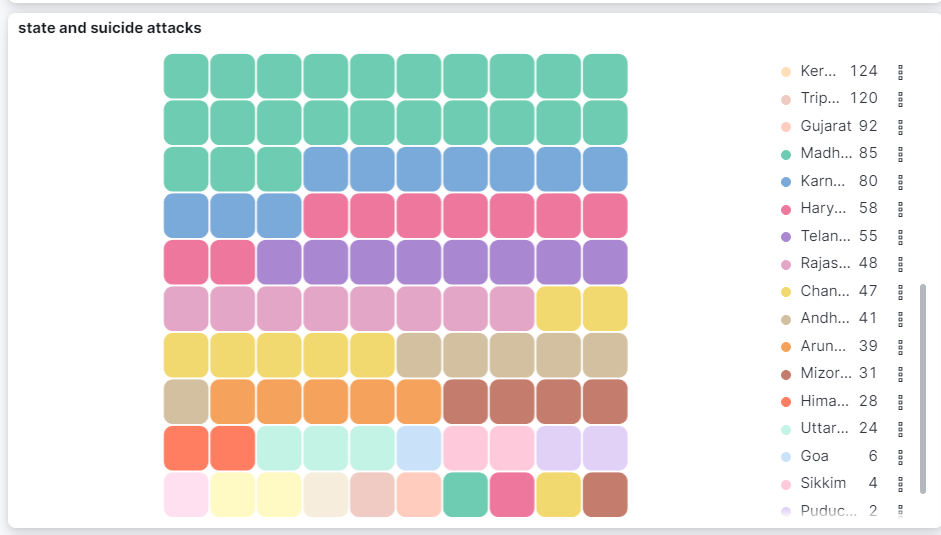 state and suicide attacks
Ker... 124
Trip... 120
Gujarat 92
Madh... 85
Karn... 80
Hary... 58
Telan... 55
Rajas... 48
Chan... 47
Andh... 41
Arun... 39
Mizor... 31
Hima... 28
Uttar... 24
Goa 6
Sikkim 4
Puduc... 2